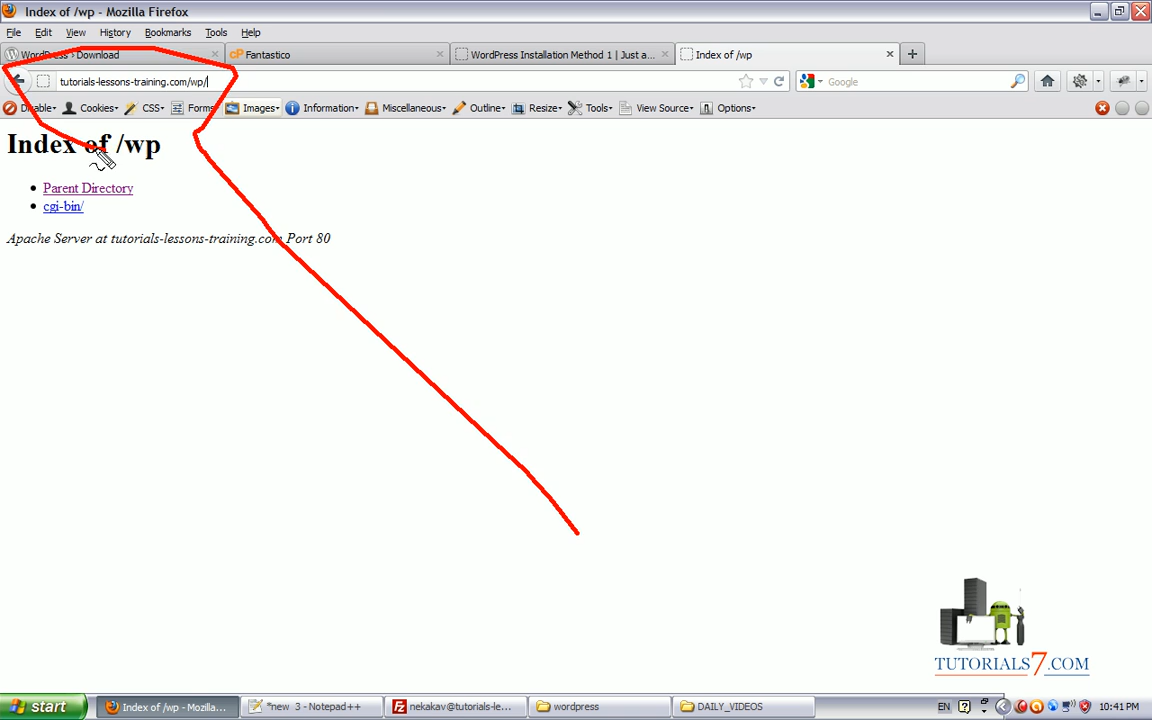 Index of /wp - Mozilla Firefox
File Edit View History Bookmarks Tools Help
WordPress › Download Fantastico WordPress Installation Method 1 | Just a... Index of /wp
tutorials-lessons-training.com/wp/ Google
Disable Cookies CSS Forms Images Information Miscellaneous Outline Resize Tools View Source Options
Index of /wp
Parent Directory
cgi-bin/
Apache Server at tutorials-lessons-training.com Port 80
TUTORIALS7.COM
start Index of /wp - Mozilla... *new 3 - Notepad++ nekakav@tutorials-le... wordpress DAILY_VIDEOS EN 10:41 PM